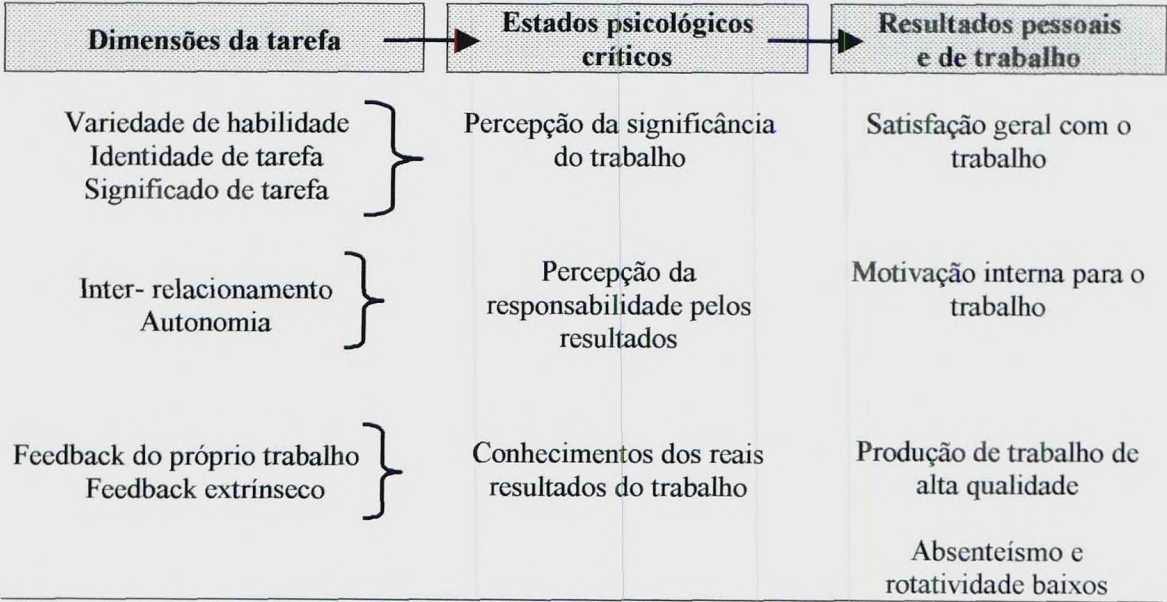 Dimensões da tarefa
Estados psicológicos
críticos
Resultados pessoais
e de trabalho
Variedade de habilidade
Identidade de tarefa
Significado de tarefa
Percepção da significância
do trabalho
Satisfação geral com o
trabalho
Inter- relacionamento
Autonomia
Percepção da
responsabilidade pelos
resultados
Motivação interna para o
trabalho
Feedback do próprio trabalho
Feedback extrínseco
Conhecimentos dos reais
resultados do trabalho
Produção de trabalho de
alta qualidade
Absenteísmo e
rotatividade baixos